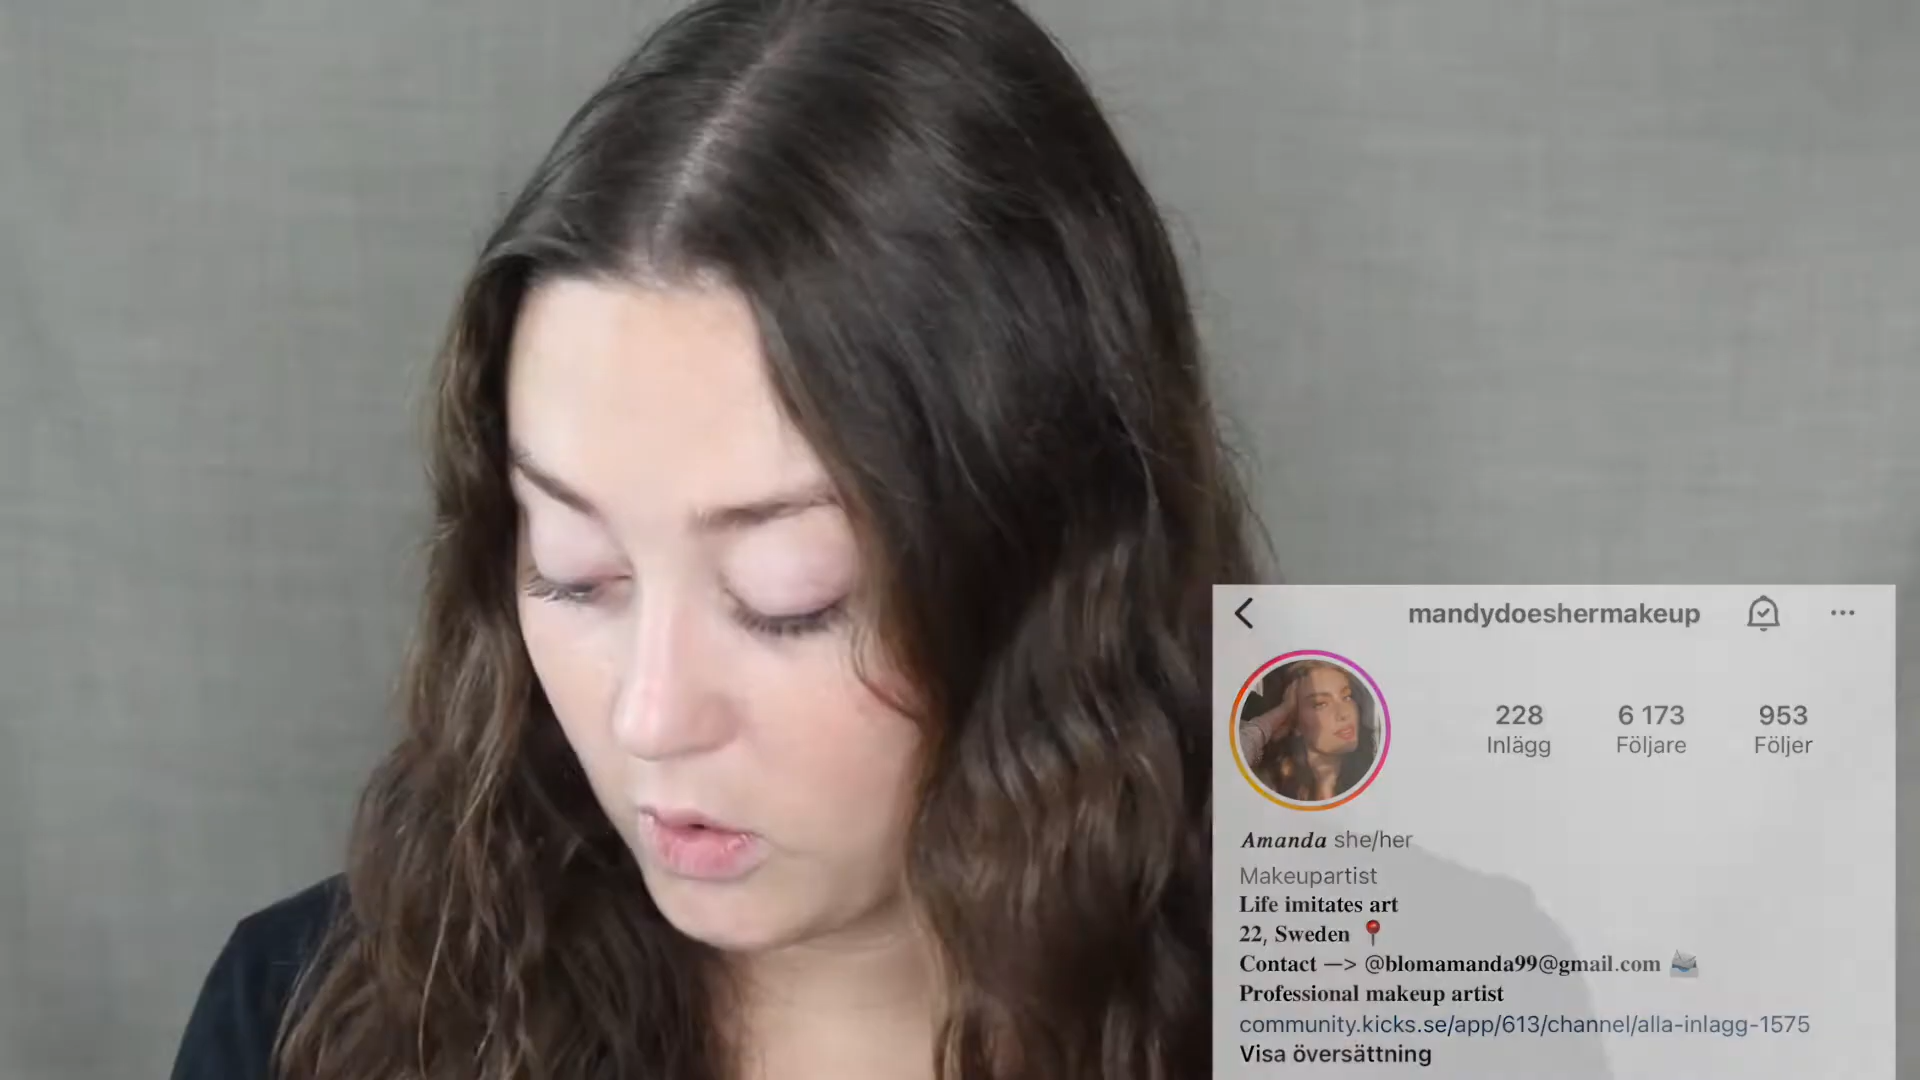 mandydoeshermakeup
228 6 173 953
Inlägg Följare Följer
Amanda she/her
Makeupartist
Life imitates art
22, Sweden 📍
Contact —> @blomamanda99@gmail.com 📨
Professional makeup artist
community.kicks.se/app/613/channel/alla-inlagg-1575
Visa översättning